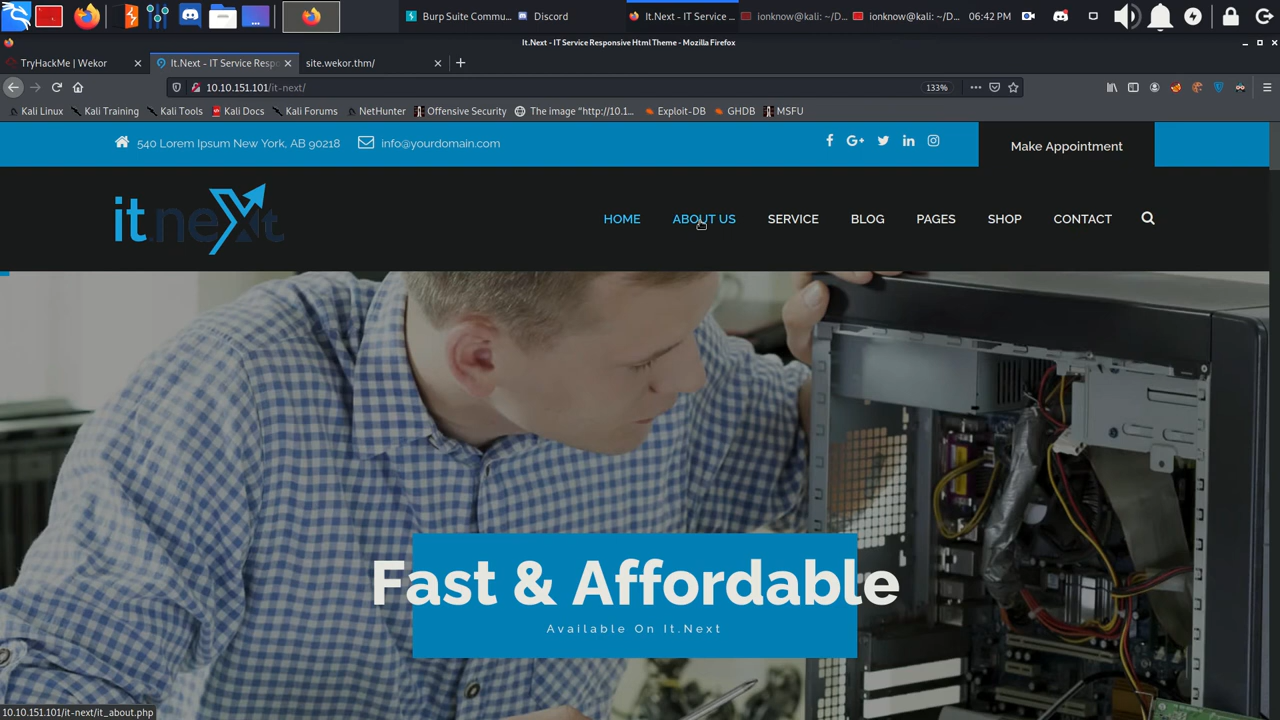 Burp Suite Commu...
Discord
It.Next - IT Service ...
ionknow@kali: ~/D...
ionknow@kali: ~/D...
06:42 PM
It.Next - IT Service Responsive Html Theme - Mozilla Firefox
TryHackMe | Wekor
It.Next - IT Service Respo
site.wekor.thm/
10.10.151.101/it-next/
133%
Kali Linux
Kali Training
Kali Tools
Kali Docs
Kali Forums
NetHunter
Offensive Security
The image “http://10.1...
Exploit-DB
GHDB
MSFU
540 Lorem Ipsum New York, AB 90218
info@yourdomain.com
Make Appointment
it.next
HOME
ABOUT US
SERVICE
BLOG
PAGES
SHOP
CONTACT
Fast & Affordable
Available On It.Next
10.10.151.101/it-next/it_about.php